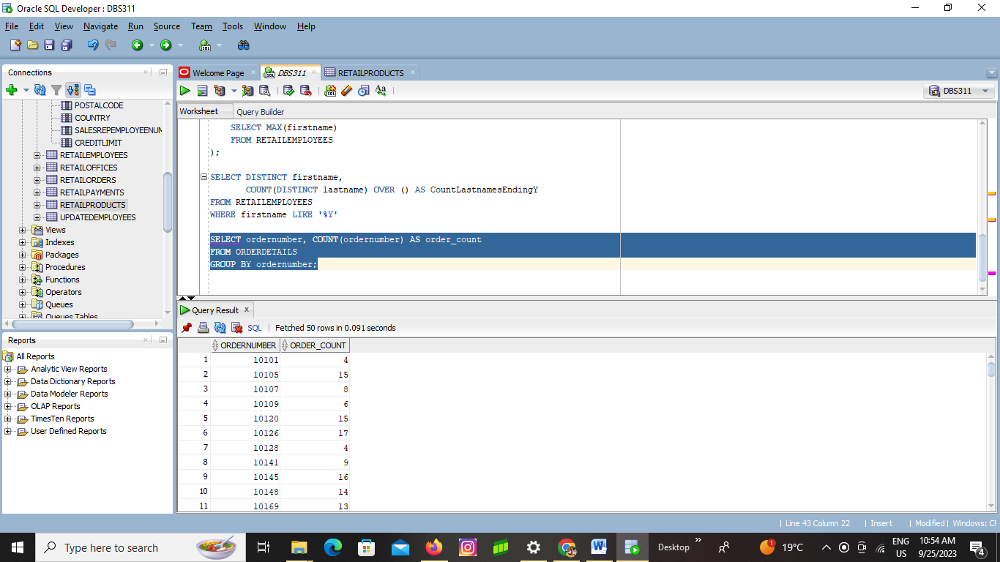 Oracle SQL Developer : DBS311
File Edit View Navigate Run Source Team Tools Window Help
Connections
POSTALCODE
COUNTRY
SALESREPEMPLOYEENUM
CREDITLIMIT
RETAILEMPLOYEES
RETAILOFFICES
RETAILORDERS
RETAILPAYMENTS
RETAILPRODUCTS
UPDATEDEMPLOYEES
Views
Indexes
Packages
Procedures
Functions
Operators
Queues
Queues Tables
Reports
All Reports
Analytic View Reports
Data Dictionary Reports
Data Modeler Reports
OLAP Reports
TimesTen Reports
User Defined Reports
Welcome Page DBS311 RETAILPRODUCTS
DBS311
Worksheet Query Builder
SELECT MAX(firstname)
FROM RETAILEMPLOYEES
);
SELECT DISTINCT firstname,
COUNT(DISTINCT lastname) OVER () AS CountLastnamesEndingY
FROM RETAILEMPLOYEES
WHERE firstname LIKE '%Y'
SELECT ordernumber, COUNT(ordernumber) AS order_count
FROM ORDERDETAILS
GROUP BY ordernumber;
Query Result
SQL | Fetched 50 rows in 0.091 seconds
ORDERNUMBER ORDER_COUNT
1 10101 4
2 10105 15
3 10107 8
4 10109 6
5 10120 15
6 10126 17
7 10128 4
8 10141 9
9 10145 16
10 10148 14
11 10169 13
| Line 43 Column 22 | Insert | Modified | Windows: CR
Type here to search
Desktop
1
19°C
ENG
US
10:54 AM
9/25/2023
4